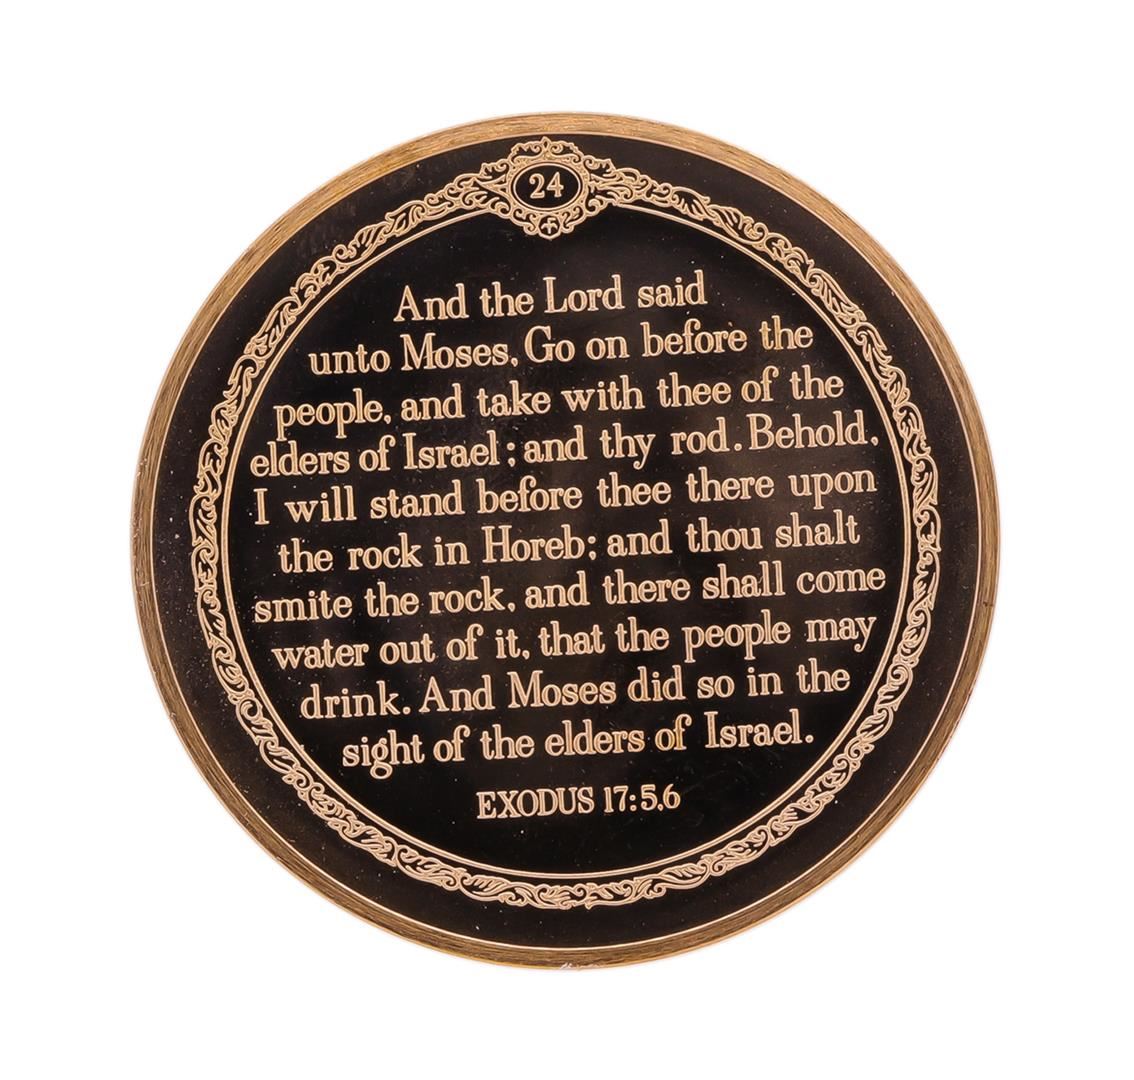 24
And the Lord said
unto Moses, Go on before the
people, and take with thee of the
elders of Israel; and thy rod. Behold,
I will stand before thee there upon
the rock in Horeb; and thou shalt
smite the rock, and there shall come
water out of it, that the people may
drink. And Moses did so in the
sight of the elders of Israel.
EXODUS 17:5,6